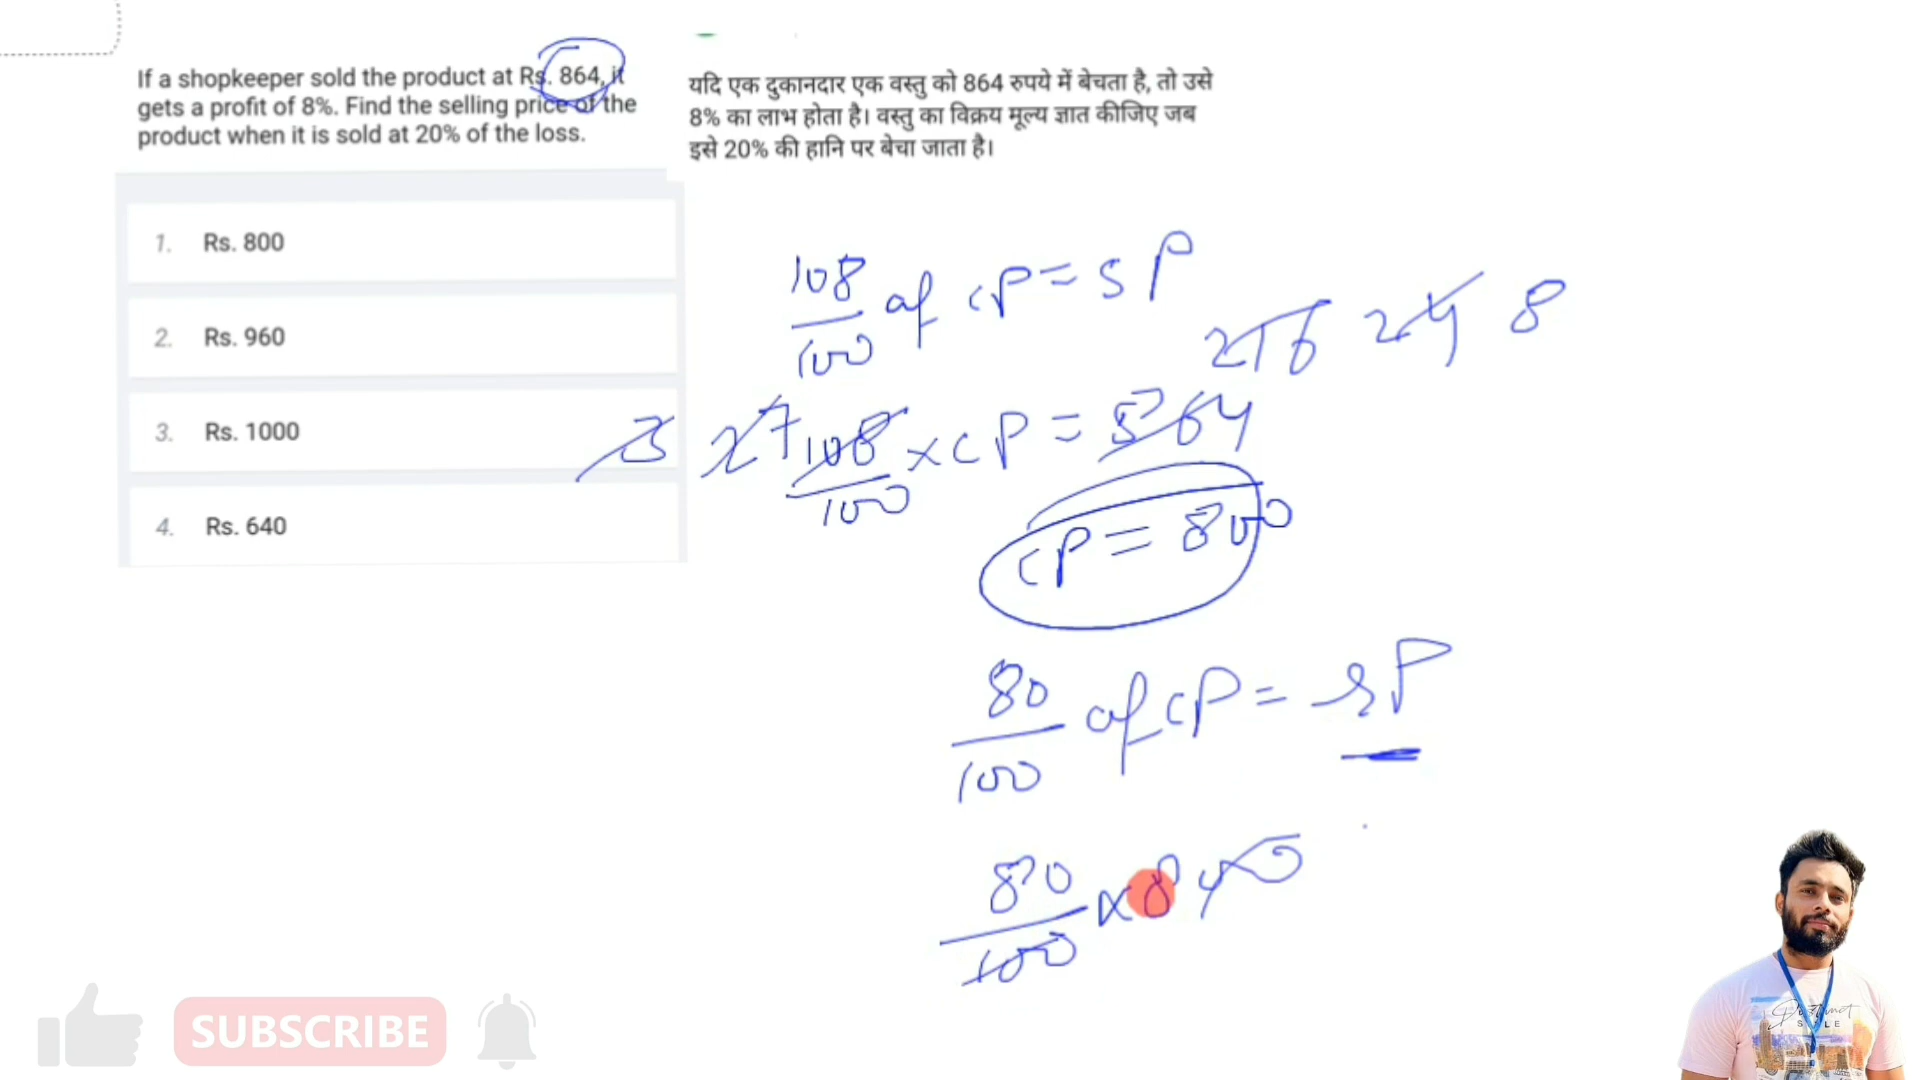 If a shopkeeper sold the product at Rs. 864, it
gets a profit of 8%. Find the selling price of the
product when it is sold at 20% of the loss.
यदि एक दुकानदार एक वस्तु को 864 रुपये में बेचता है, तो उसे
8% का लाभ होता है। वस्तु का विक्रय मूल्य ज्ञात कीजिए जब
इसे 20% की हानि पर बेचा जाता है।
1. Rs. 800
2. Rs. 960
3. Rs. 1000
4. Rs. 640
108/100 of CP = SP
216 24 8
3 27 108/100 × CP = 864
CP = 800
80/100 of CP = SP
80/100 × 800
SUBSCRIBE